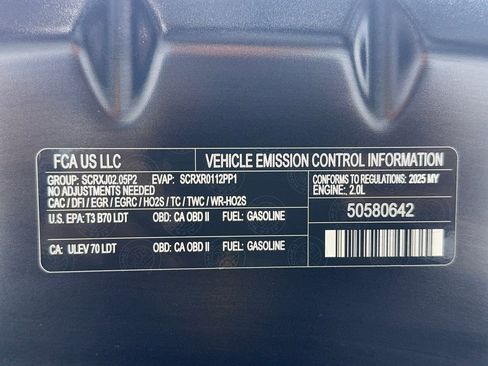 FCA US LLC
VEHICLE EMISSION CONTROL INFORMATION
GROUP: SCRXJ02.05P2 EVAP: SCRXR0112PP1
NO ADJUSTMENTS NEEDED
CAC / DFI / EGR / EGRC / HO2S / TC / TWC / WR-HO2S
CONFORMS TO REGULATIONS: 2025 MY
ENGINE:, 2.0L
U.S. EPA: T3 B70 LDT OBD: CA OBD II FUEL: GASOLINE
50580642
CA: ULEV 70 LDT OBD: CA OBD II FUEL: GASOLINE